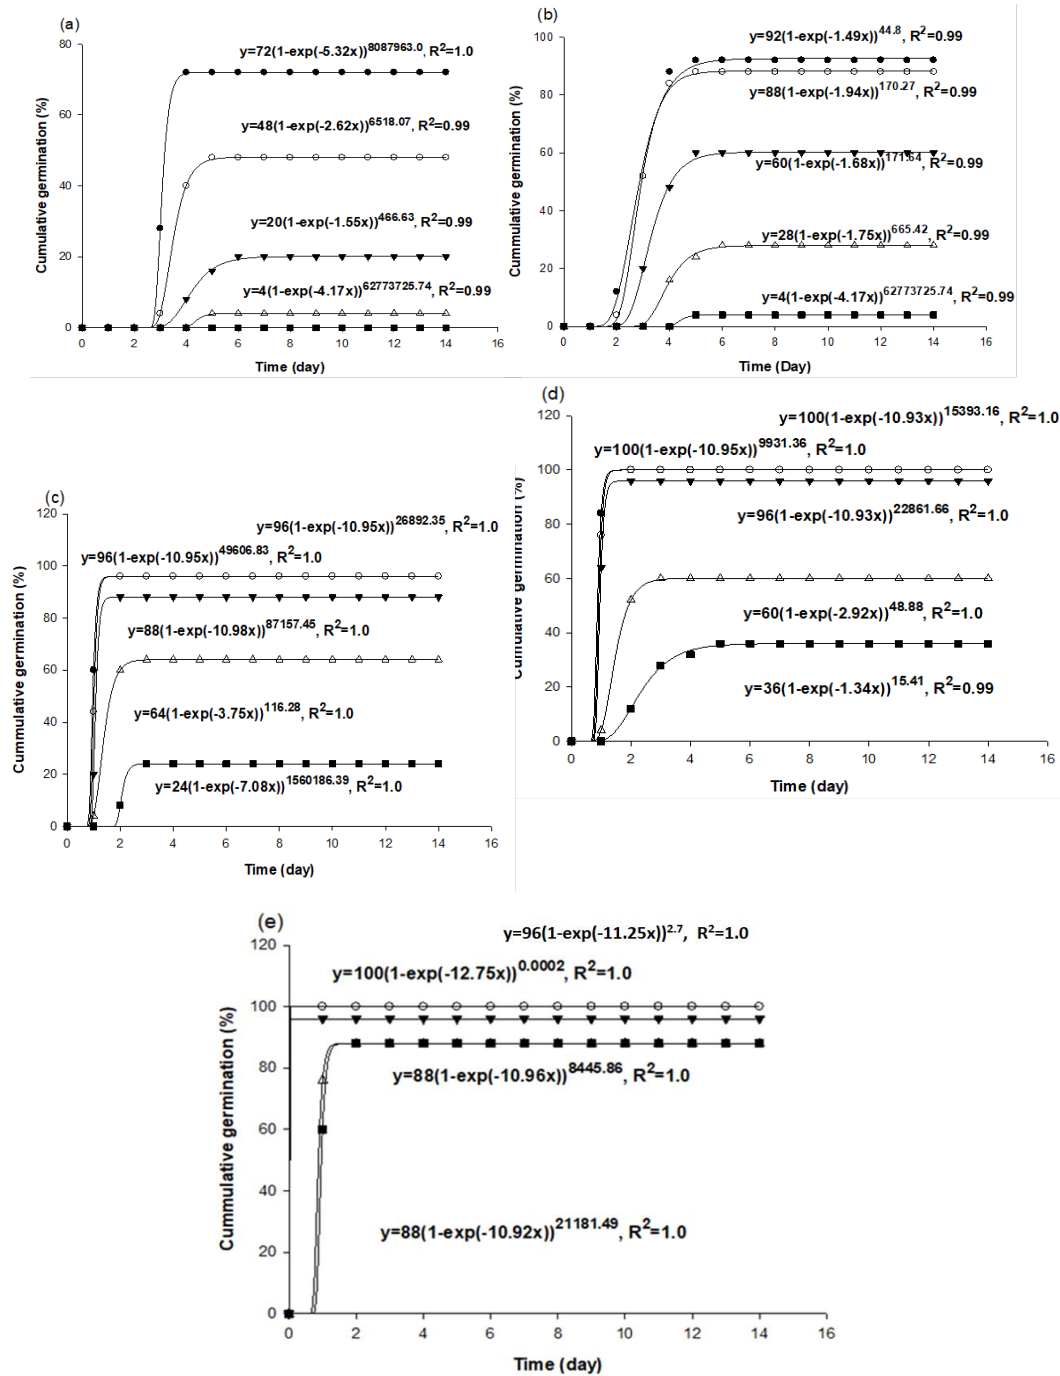 (a)
80
60
40
20
0
Cummulative germination (%)
y=72(1-exp(-5.32x))8087963.0, R2=1.0
y=48(1-exp(-2.62x))6518.07, R2=0.99
y=20(1-exp(-1.55x))466.63, R2=0.99
y=4(1-exp(-4.17x))62773725.74, R2=0.99
0 2 4 6 8 10 12 14 16
Time (day)
(b)
100
80
60
40
20
0
Cummulative germination (%)
y=92(1-exp(-1.49x))44.8, R2=0.99
y=88(1-exp(-1.94x))170.27, R2=0.99
y=60(1-exp(-1.68x))171.64, R2=0.99
y=28(1-exp(-1.75x))665.42, R2=0.99
y=4(1-exp(-4.17x))62773725.74, R2=0.99
0 2 4 6 8 10 12 14 16
Time (Day)
(c)
120
100
80
60
40
20
0
Cummulative germination (%)
y=96(1-exp(-10.95x))26892.35, R2=1.0
y=96(1-exp(-10.95x))49606.83, R2=1.0
y=88(1-exp(-10.98x))87157.45, R2=1.0
y=64(1-exp(-3.75x))116.28, R2=1.0
y=24(1-exp(-7.08x))1560186.39, R2=1.0
0 2 4 6 8 10 12 14 16
Time (day)
(d)
120
100
80
60
40
20
0
Cummulative germination (%)
y=100(1-exp(-10.93x))15393.16, R2=1.0
y=100(1-exp(-10.95x))9931.36, R2=1.0
y=96(1-exp(-10.93x))22861.66, R2=1.0
y=60(1-exp(-2.92x))48.88, R2=1.0
y=36(1-exp(-1.34x))15.41, R2=0.99
0 2 4 6 8 10 12 14 16
Time (day)
(e)
120
100
80
60
40
20
0
Cummulative germination (%)
y=96(1-exp(-11.25x))2.7, R2=1.0
y=100(1-exp(-12.75x))0.0002, R2=1.0
y=88(1-exp(-10.96x))8445.86, R2=1.0
y=88(1-exp(-10.92x))21181.49, R2=1.0
0 2 4 6 8 10 12 14 16
Time (day)